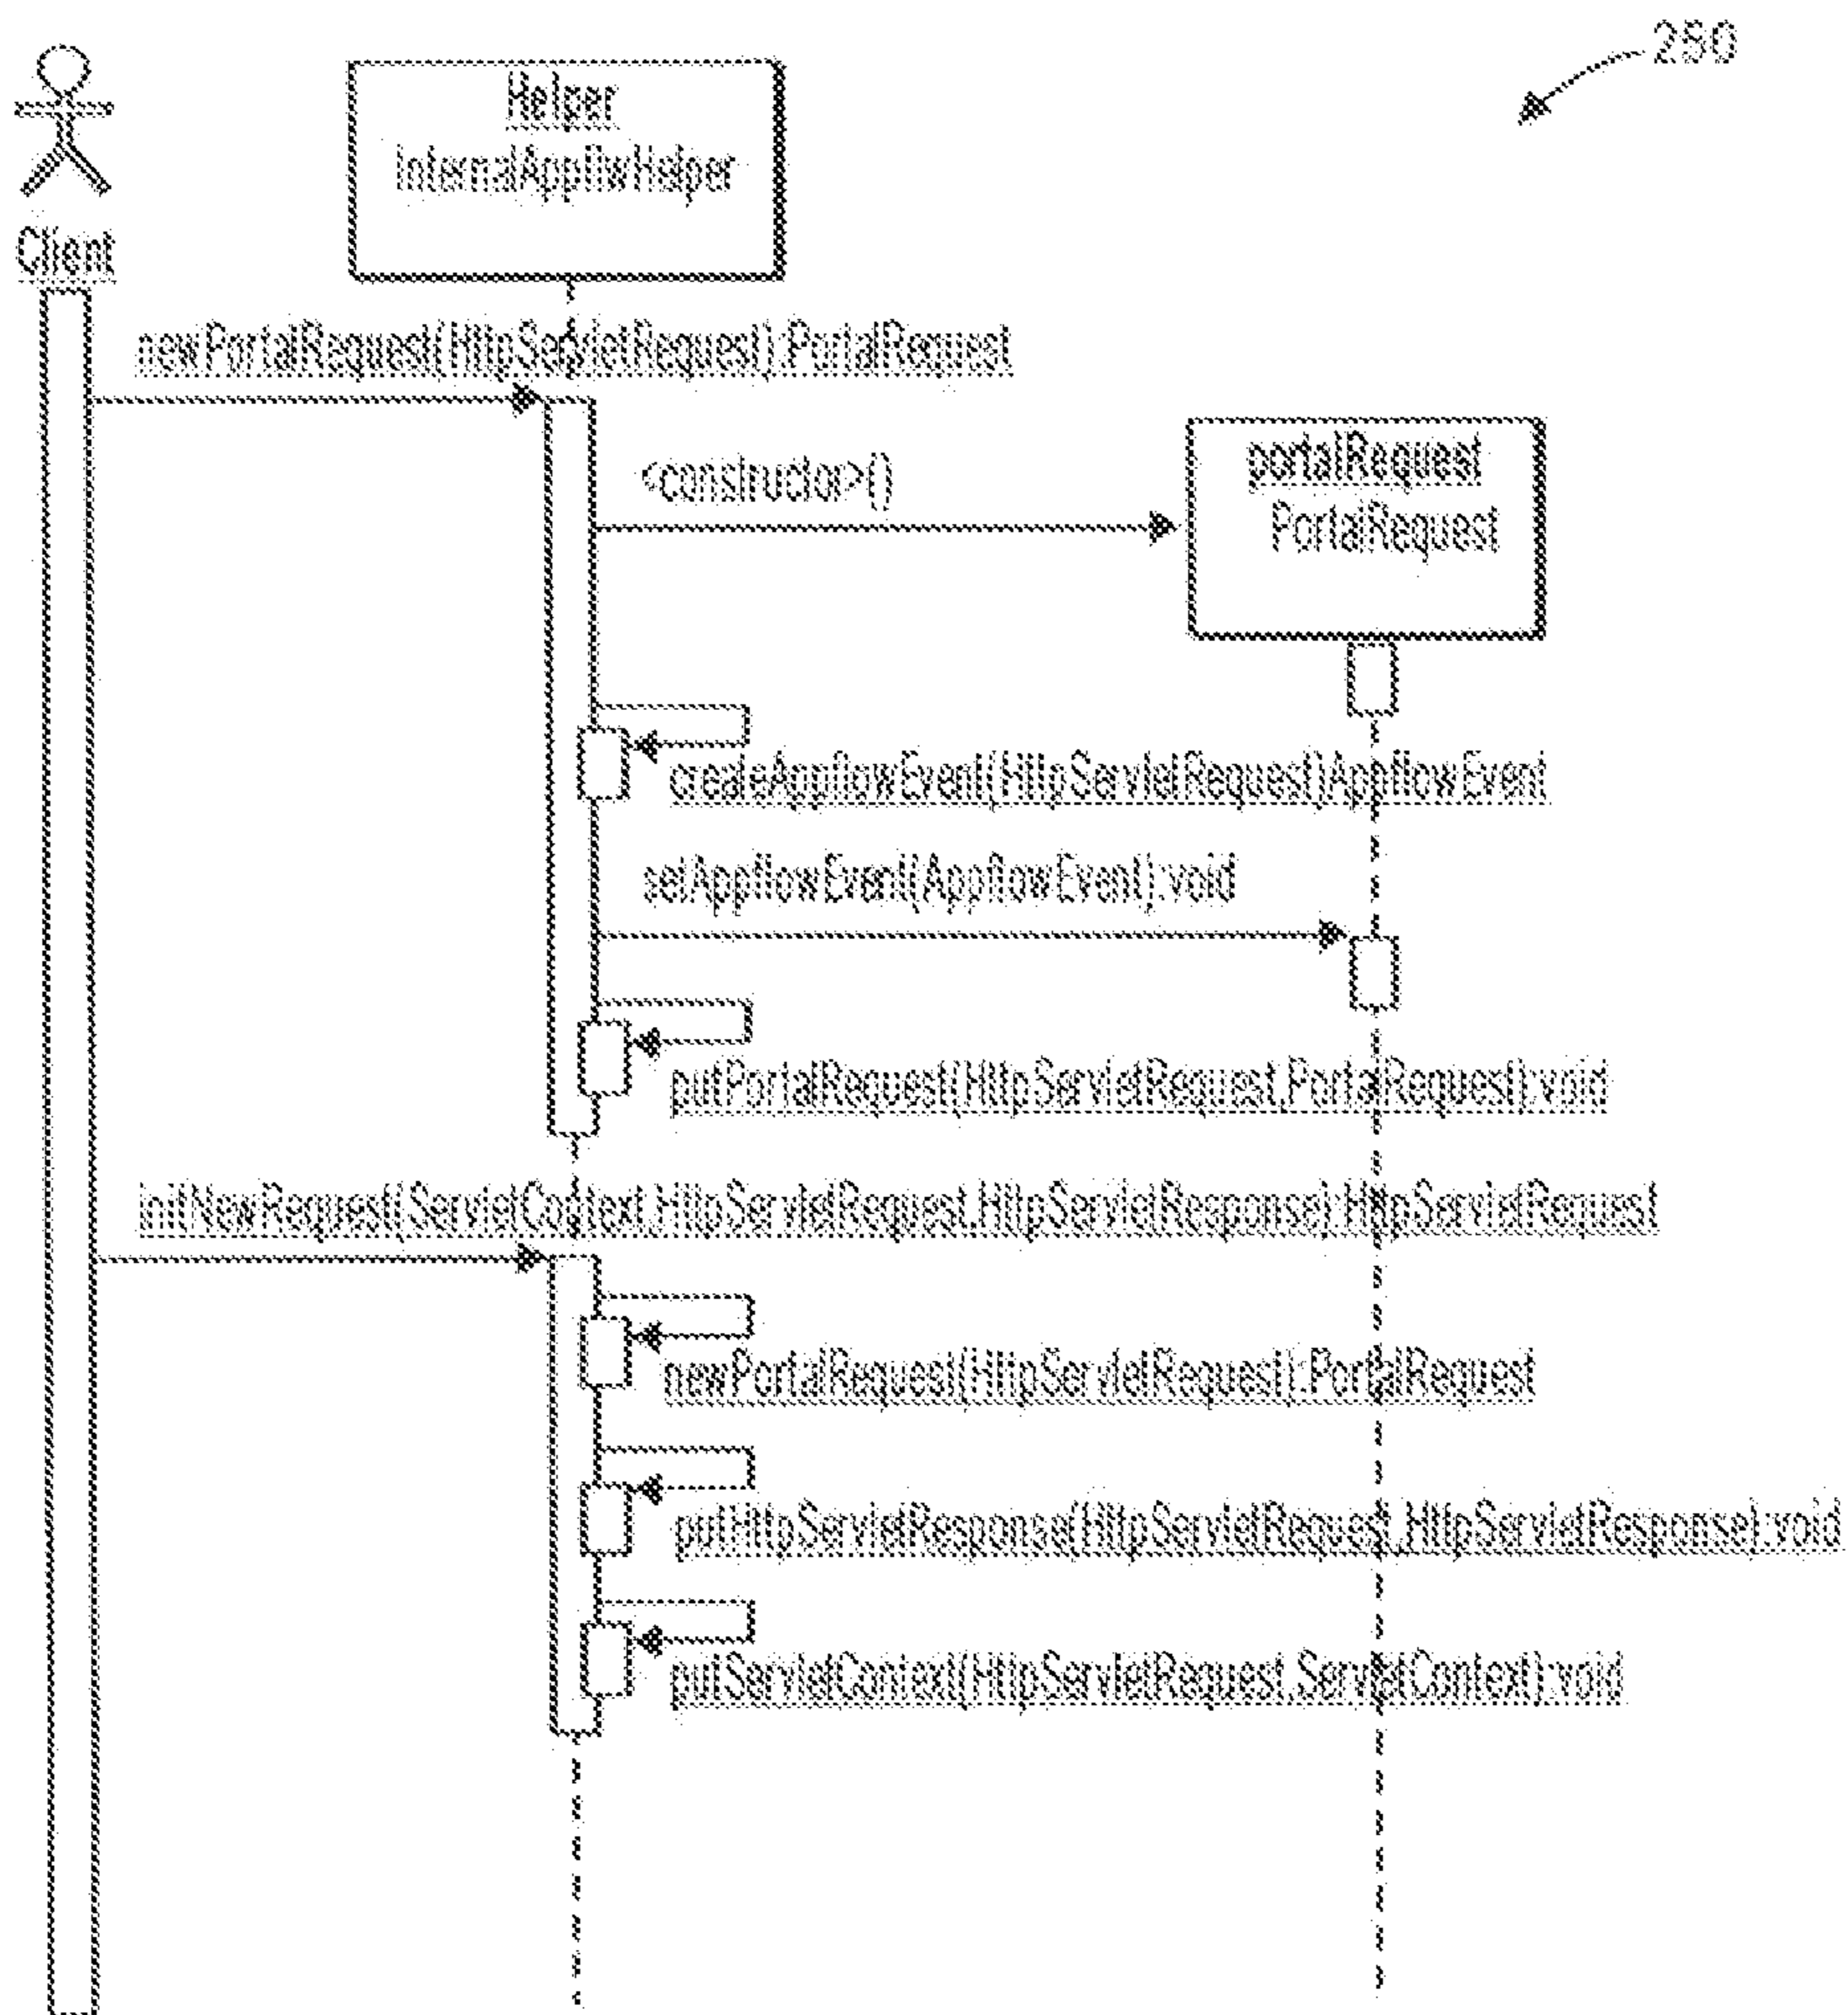 250
Helper
InternalAppflwHelper
Client
newPortalRequest(HttpServletRequest):PortalRequest
<constructor>()
portalRequest
PortalRequest
createAppflowEvent(HttpServletRequest)AppflowEvent
setAppflowEvent(AppflowEvent):void
putPortalRequest(HttpServletRequest,PortalRequest):void
initNewRequest(ServletContext,HttpServletRequest,HttpServletResponse):HttpServletRequest
newPortalRequest(HttpServletRequest):PortalRequest
putHttpServletResponse(HttpServletRequest,HttpServletResponse):void
putServletContext(HttpServletRequest,ServletContext):void